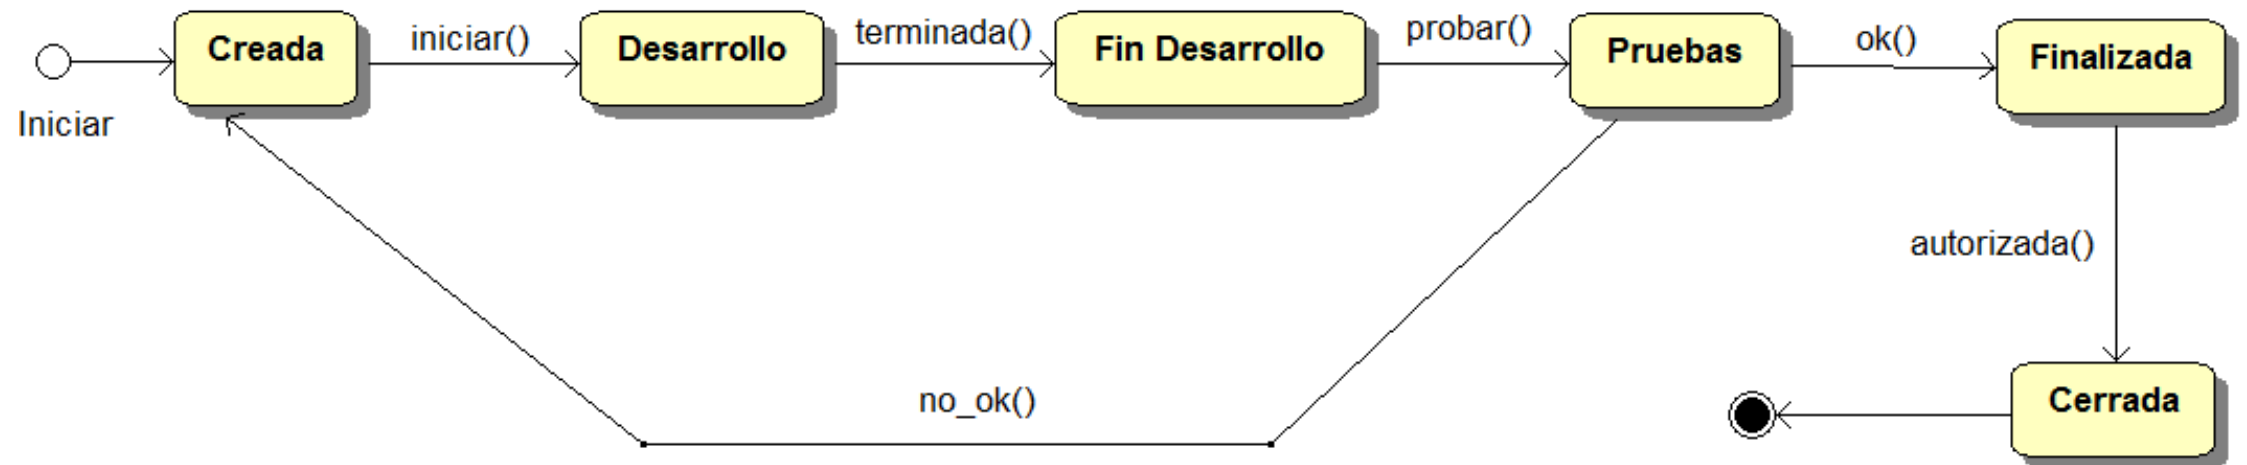 Iniciar
Creada
iniciar()
Desarrollo
terminada()
Fin Desarrollo
probar()
Pruebas
ok()
Finalizada
autorizada()
no_ok()
Cerrada